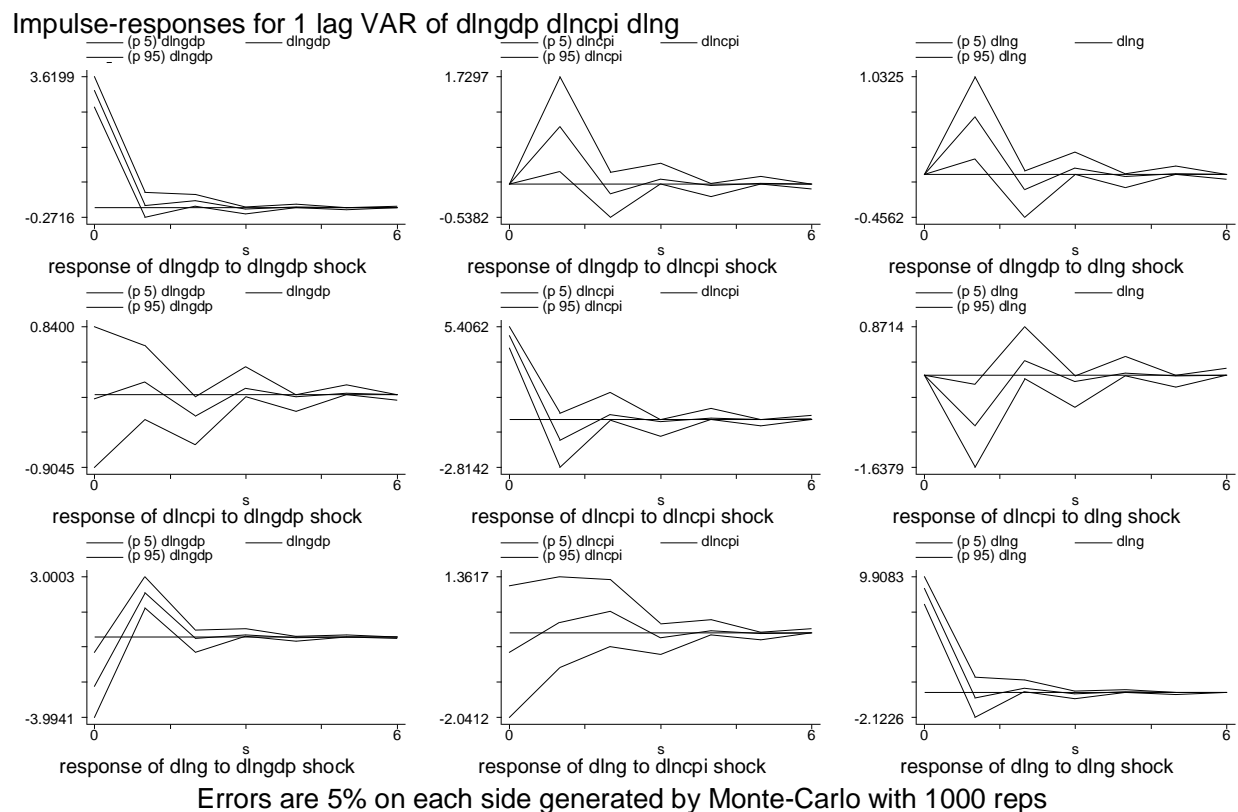 Impulse-responses for 1 lag VAR of dlngdp dlncpi dlng
(p 5) dlngdp dlngdp
(p 95) dlngdp
3.6199
-0.2716
0 6
s
response of dlngdp to dlngdp shock
(p 5) dlncpi dlncpi
(p 95) dlncpi
1.7297
-0.5382
0 6
s
response of dlngdp to dlncpi shock
(p 5) dlng dlng
(p 95) dlng
1.0325
-0.4562
0 6
s
response of dlngdp to dlng shock
(p 5) dlngdp dlngdp
(p 95) dlngdp
0.8400
-0.9045
0 6
s
response of dlncpi to dlngdp shock
(p 5) dlncpi dlncpi
(p 95) dlncpi
5.4062
-2.8142
0 6
s
response of dlncpi to dlncpi shock
(p 5) dlng dlng
(p 95) dlng
0.8714
-1.6379
0 6
s
response of dlncpi to dlng shock
(p 5) dlngdp dlngdp
(p 95) dlngdp
3.0003
-3.9941
0 6
s
response of dlng to dlngdp shock
(p 5) dlncpi dlncpi
(p 95) dlncpi
1.3617
-2.0412
0 6
s
response of dlng to dlncpi shock
(p 5) dlng dlng
(p 95) dlng
9.9083
-2.1226
0 6
s
response of dlng to dlng shock
Errors are 5% on each side generated by Monte-Carlo with 1000 reps